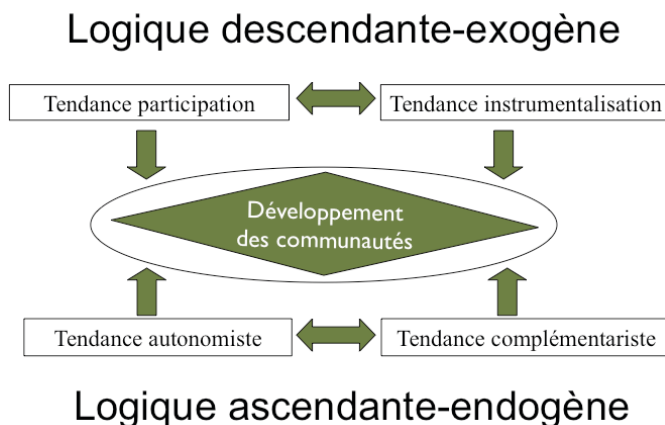 Logique descendante-exogène
Tendance participation
Tendance instrumentalisation
Développement
des communautés
Tendance autonomiste
Tendance complémentariste
Logique ascendante-endogène